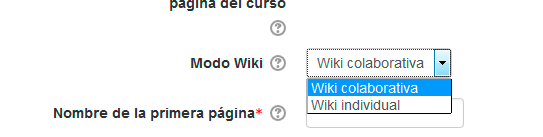 página del curso
Modo Wiki Wiki colaborativa
Wiki colaborativa
Wiki individual
Nombre de la primera página*